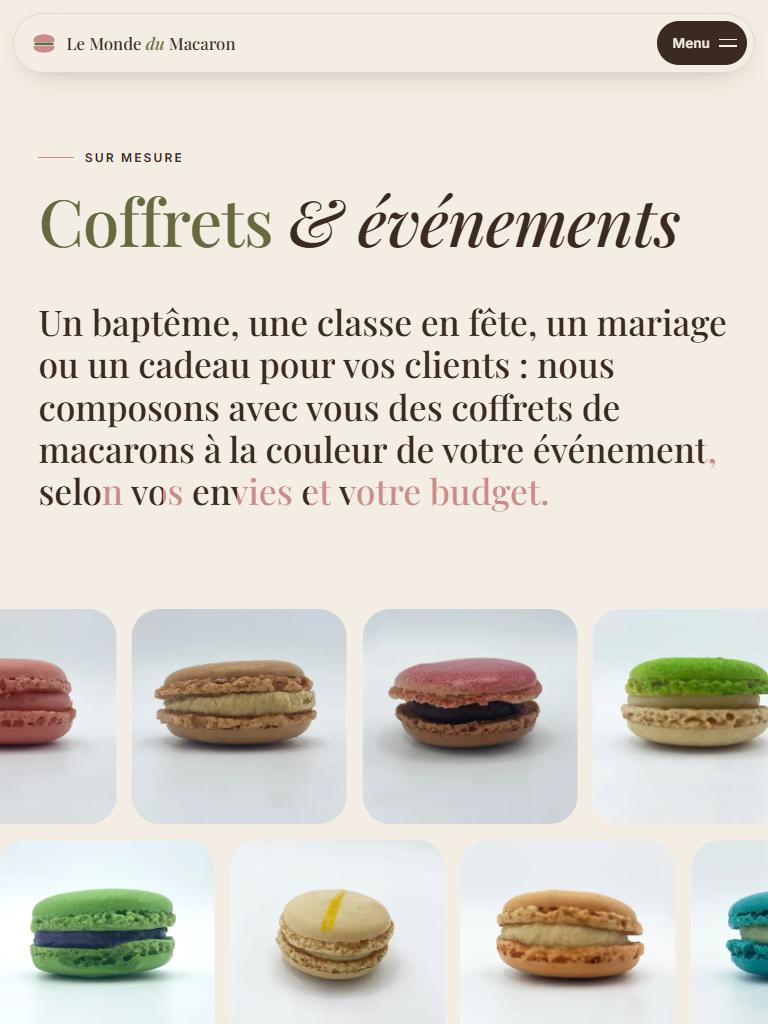 Le Monde du Macaron
Menu
SUR MESURE
Coffrets & événements
Un baptême, une classe en fête, un mariage
ou un cadeau pour vos clients : nous
composons avec vous des coffrets de
macarons à la couleur de votre événement,
selon vos envies et votre budget.